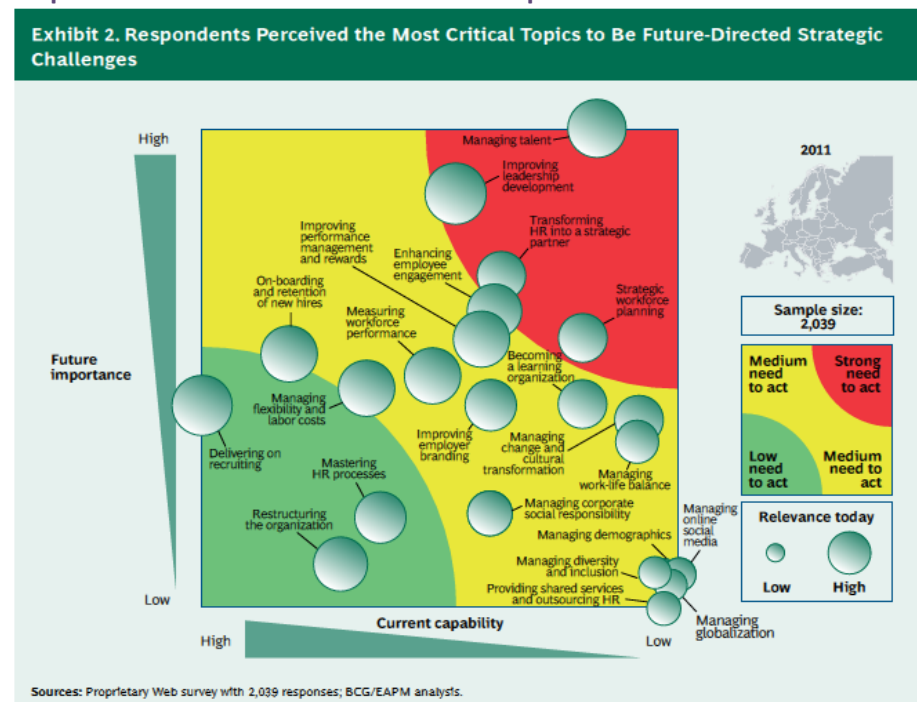 Exhibit 2. Respondents Perceived the Most Critical Topics to Be Future-Directed Strategic
Challenges
High
Future
importance
Low
Managing talent
Improving
leadership
development
Transforming
HR into a strategic
partner
Improving
performance
management
and rewards
Enhancing
employee
engagement
On-boarding
and retention
of new hires
Measuring
workforce
performance
Strategic
workforce
planning
Becoming
a learning
organization
Managing
flexibility and
labor costs
Improving
employer
branding
Managing
change and
cultural
transformation
Managing
work-life balance
Delivering on
recruiting
Mastering
HR processes
Restructuring
the organization
Managing corporate
social responsibility
Managing demographics
Managing
online
social
media
Managing diversity
and inclusion
Providing shared services
and outsourcing HR
Managing
globalization
High
Current capability
Low
2011
Sample size:
2,039
Medium
need
to act
Strong
need
to act
Low
need
to act
Medium
need to
act
Relevance today
Low
High
Sources: Proprietary Web survey with 2,039 responses; BCG/EAPM analysis.